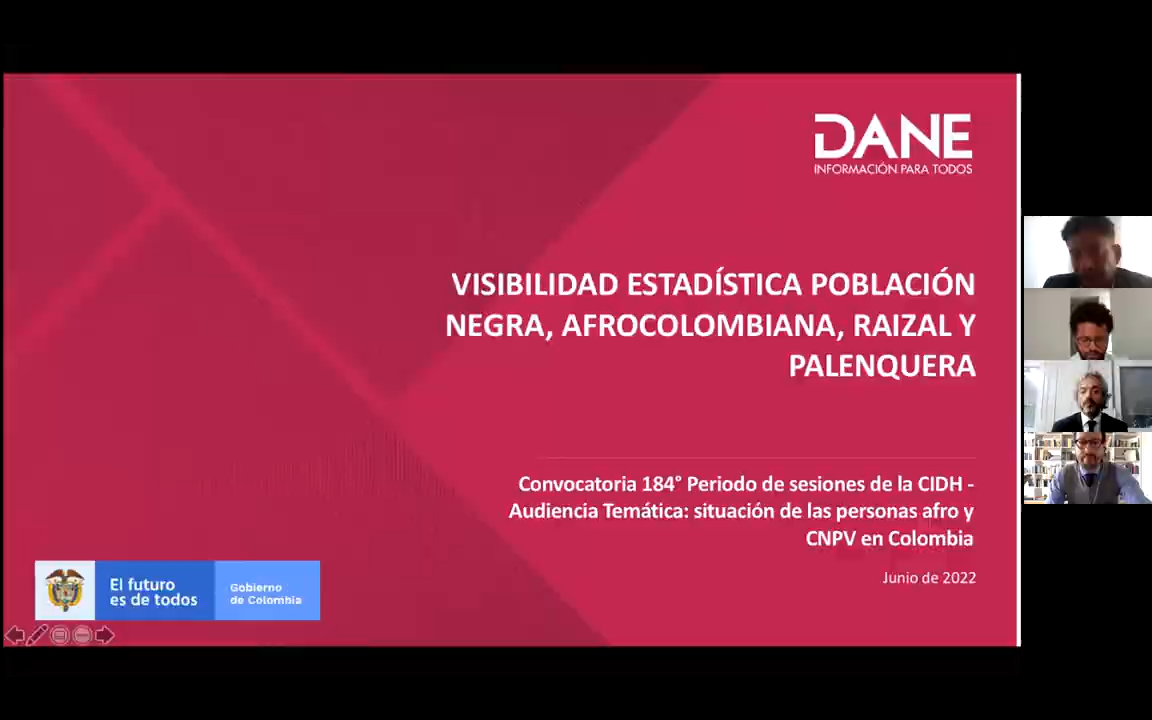 DANE
INFORMACIÓN PARA TODOS
VISIBILIDAD ESTADÍSTICA POBLACIÓN
NEGRA, AFROCOLOMBIANA, RAIZAL Y
PALENQUERA
Convocatoria 184° Periodo de sesiones de la CIDH -
Audiencia Temática: situación de las personas afro y
CNPV en Colombia
Junio de 2022
El futuro
es de todos
Gobierno
de Colombia